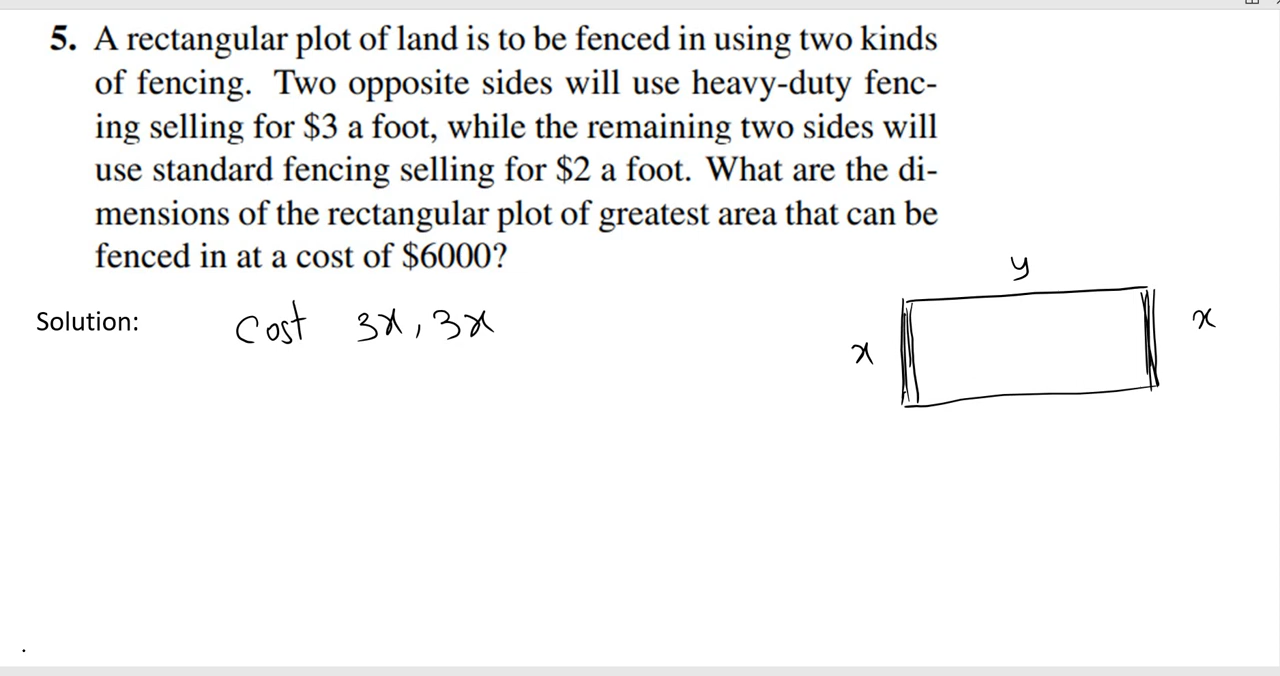 5. A rectangular plot of land is to be fenced in using two kinds
of fencing. Two opposite sides will use heavy-duty fenc-
ing selling for $3 a foot, while the remaining two sides will
use standard fencing selling for $2 a foot. What are the di-
mensions of the rectangular plot of greatest area that can be
fenced in at a cost of $6000?
y
Solution: Cost 3x, 3x
x
x
.